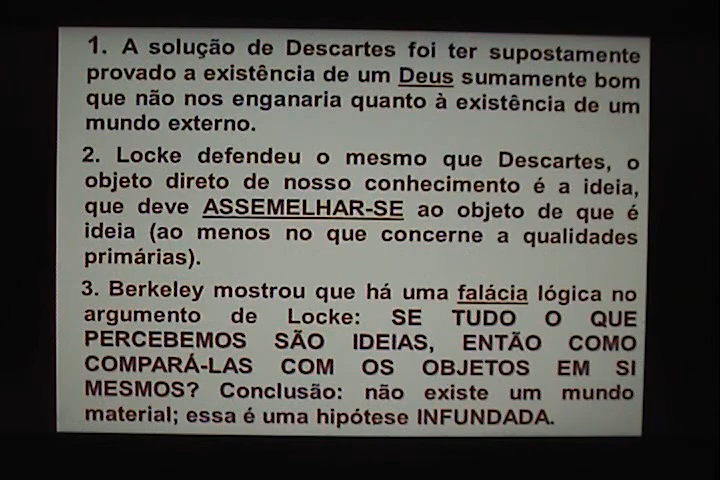 1. A solução de Descartes foi ter supostamente
provado a existência de um Deus sumamente bom
que não nos enganaria quanto à existência de um
mundo externo.
2. Locke defendeu o mesmo que Descartes, o
objeto direto de nosso conhecimento é a ideia,
que deve ASSEMELHAR-SE ao objeto de que é
ideia (ao menos no que concerne a qualidades
primárias).
3. Berkeley mostrou que há uma falácia lógica no
argumento de Locke: SE TUDO O QUE
PERCEBEMOS SÃO IDEIAS, ENTÃO COMO
COMPARÁ-LAS COM OS OBJETOS EM SI
MESMOS? Conclusão: não existe um mundo
material; essa é uma hipótese INFUNDADA.